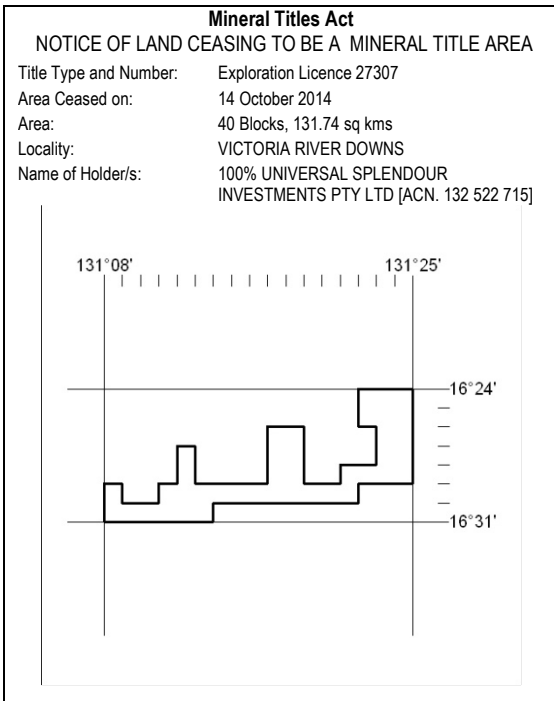 Mineral Titles Act
NOTICE OF LAND CEASING TO BE A MINERAL TITLE AREA
Title Type and Number: Exploration Licence 27307
Area Ceased on: 14 October 2014
Area: 40 Blocks, 131.74 sq kms
Locality: VICTORIA RIVER DOWNS
Name of Holder/s: 100% UNIVERSAL SPLENDOUR
INVESTMENTS PTY LTD [ACN. 132 522 715]
131°08' 131°25'
16°24'
16°31'